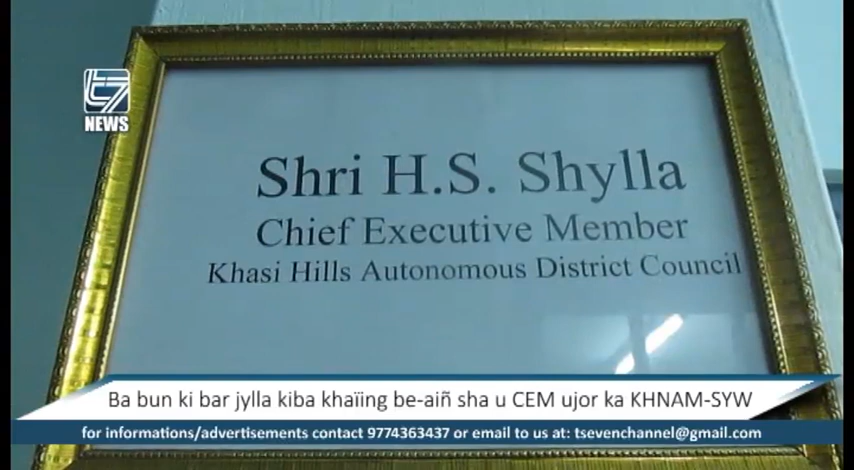 t7
NEWS
Shri H.S. Shylla
Chief Executive Member
Khasi Hills Autonomous District Council
Ba bun ki bar jylla kiba khaïing be-aiñ sha u CEM ujor ka KHNAM-SYW
for informations/advertisements contact 9774363437 or email to us at: tsevenchannel@gmail.com